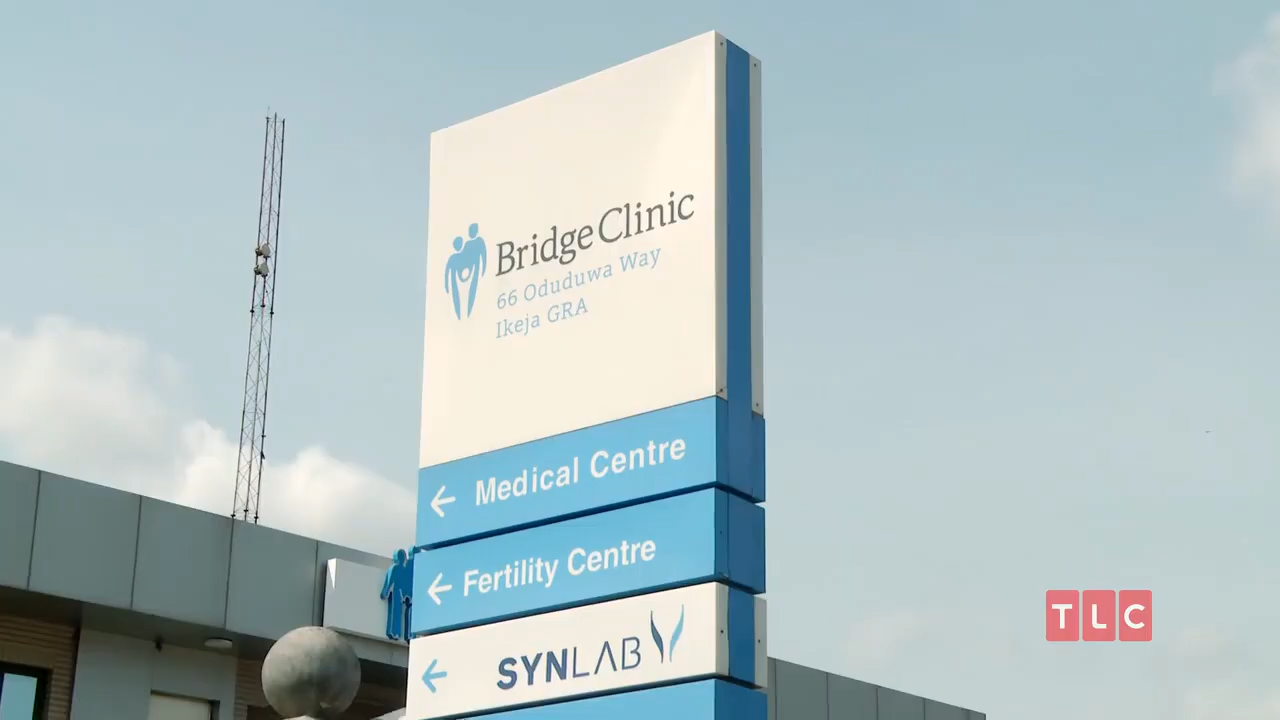 Bridge Clinic
66 Oduduwa Way
Ikeja GRA
← Medical Centre
← Fertility Centre
← SYNLAB
TLC